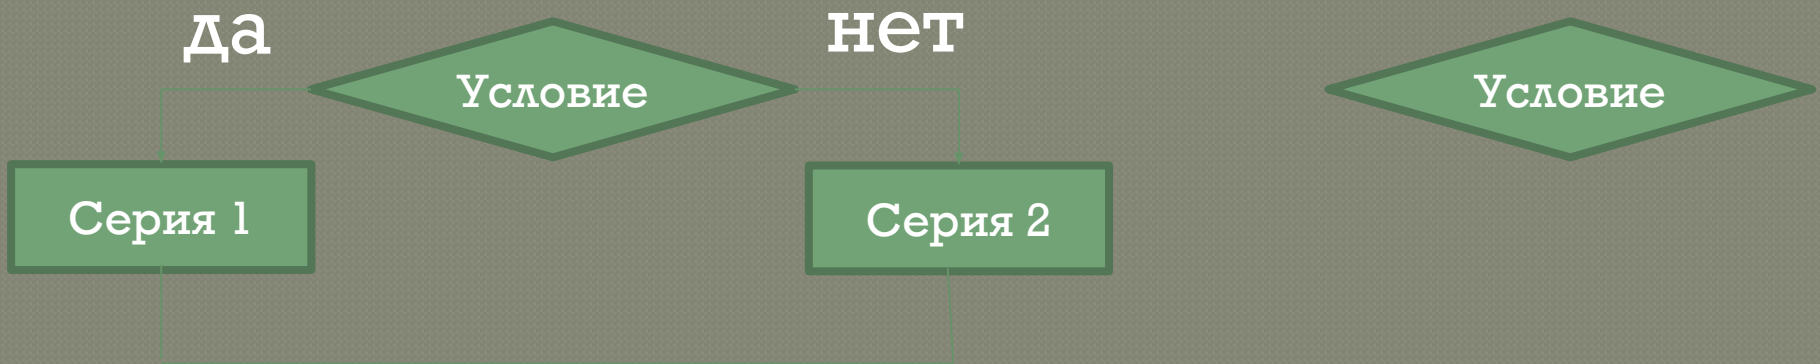 да
нет
Условие
Условие
Серия 1
Серия 2